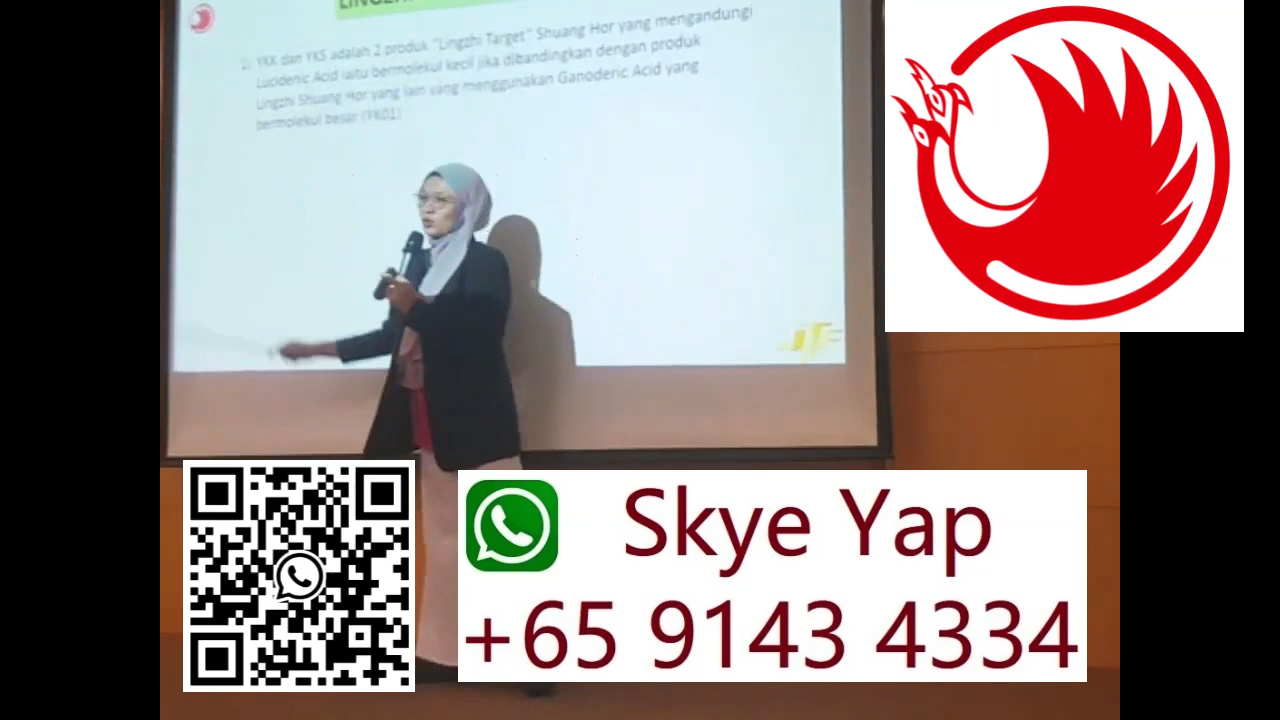 LINGZHI
1) YKK dan YKS adalah 2 produk "Lingzhi Target" Shuang Hor yang mengandungi
Lucidenic Acid iaitu bermolekul kecil jika dibandingkan dengan produk
Lingzhi Shuang Hor yang lain yang menggunakan Ganoderic Acid yang
bermolekul besar (YK01)
Skye Yap
+65 9143 4334